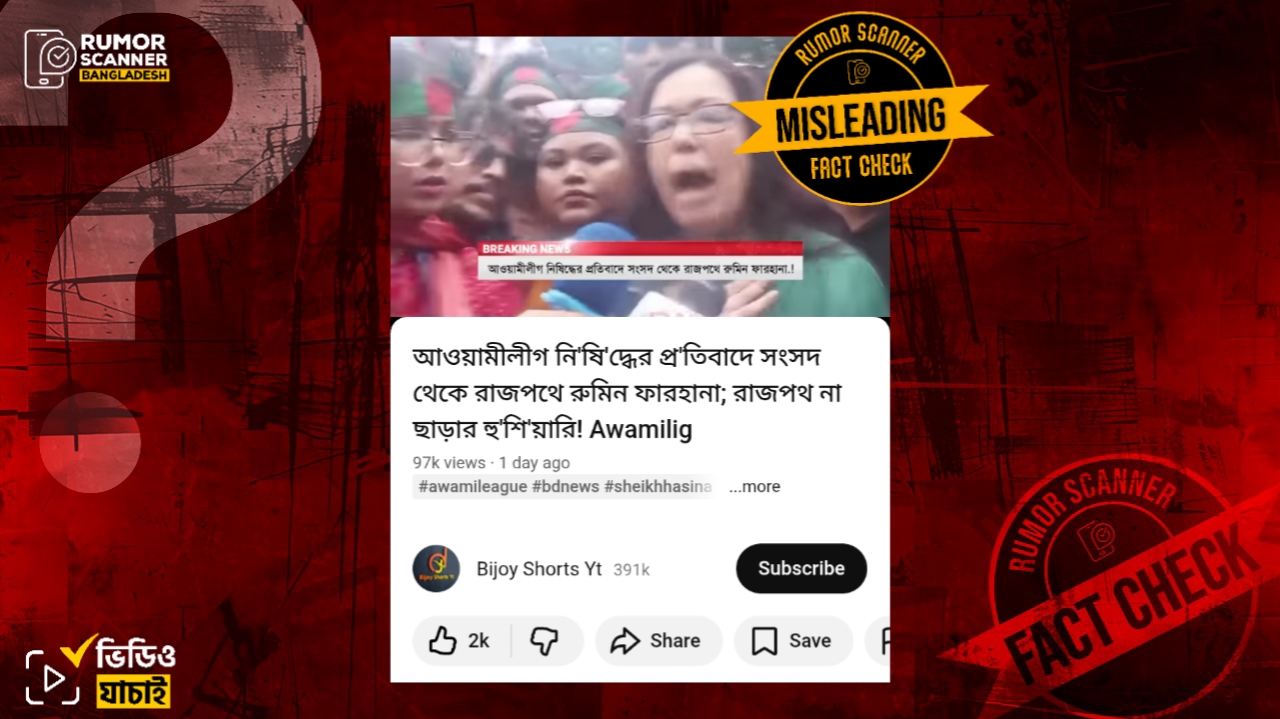 RUMOR
SCANNER
BANGLADESH
RUMOR SCANNER
MISLEADING
FACT CHECK
BREAKING NEWS
আওয়ামীলীগ নিষিদ্ধের প্রতিবাদে সংসদ থেকে রাজপথে রুমিন ফারহানা.!
আওয়ামীলীগ নি'ষি'দ্ধের প্র'তিবাদে সংসদ
থেকে রাজপথে রুমিন ফারহানা; রাজপথ না
ছাড়ার হু'শি'য়ারি! Awamilig
97k views · 1 day ago
#awamileague #bdnews #sheikhhasina ...more
Bijoy Shorts Yt 391k
Subscribe
2k
Share
Save
RUMOR SCANNER
FACT CHECK
ভিডিও
যাচাই